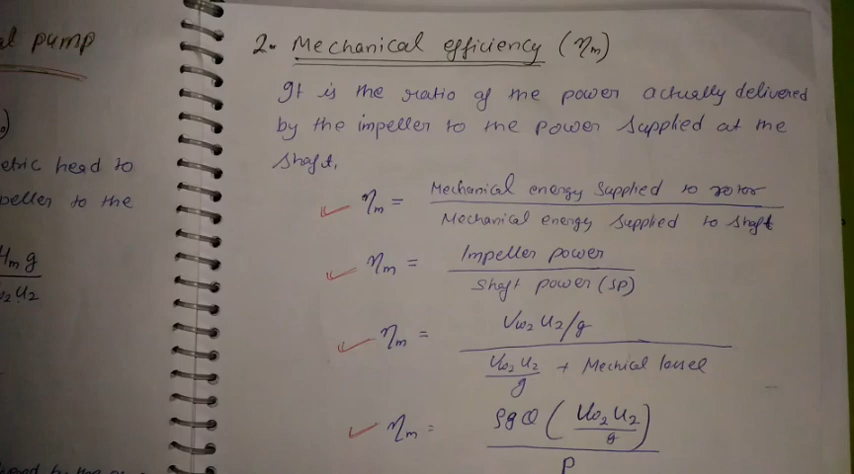 al pump
etric head to
peller to the
Hm g
w2 u2
2. Mechanical efficiency (ηm)
It is the ratio of the power actually delivered
by the impeller to the power supplied at the
shaft.
ηm = Mechanical energy supplied to rotor
Mechanical energy supplied to shaft
ηm = Impeller power
Shaft power (SP)
ηm = Vw2 U2/g
Vw2 U2 / g + Mechical losses
ηm = ρgQ ( Vw2 U2 / g )
P